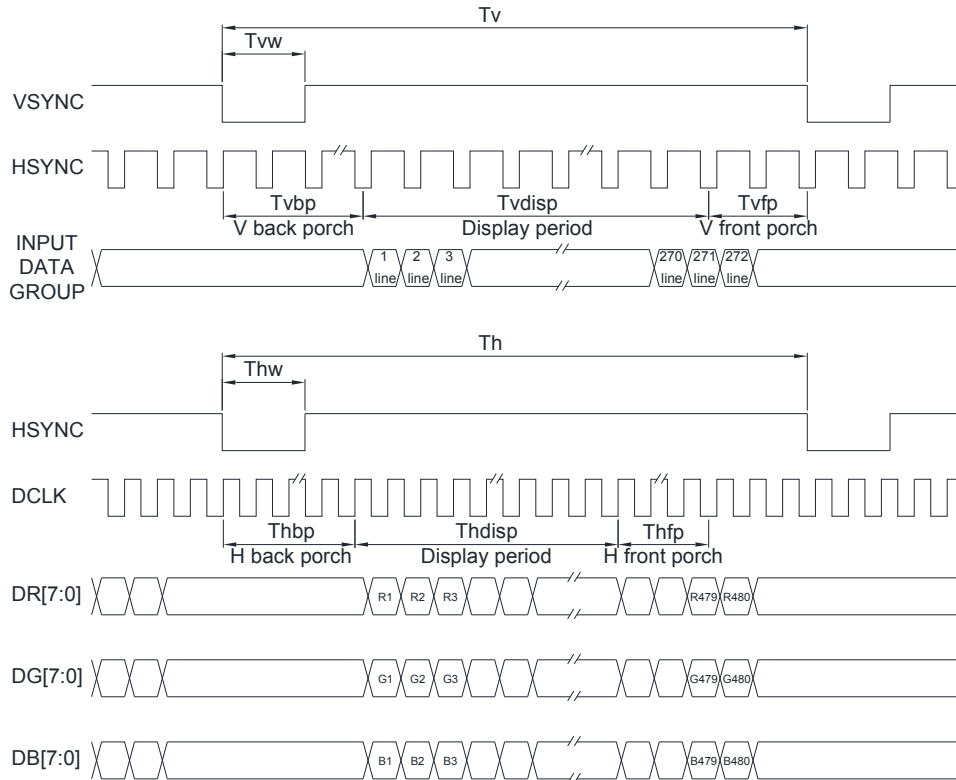 Tv
Tvw
VSYNC
HSYNC
Tvbp Tvdisp Tvfp
V back porch Display period V front porch
INPUT
DATA
GROUP
1 2 3 270 271 272
line line line line line line
Th
Thw
HSYNC
DCLK
Thbp Thdisp Thfp
H back porch Display period H front porch
DR[7:0] R1 R2 R3 R479 R480
DG[7:0] G1 G2 G3 G479 G480
DB[7:0] B1 B2 B3 B479 B480